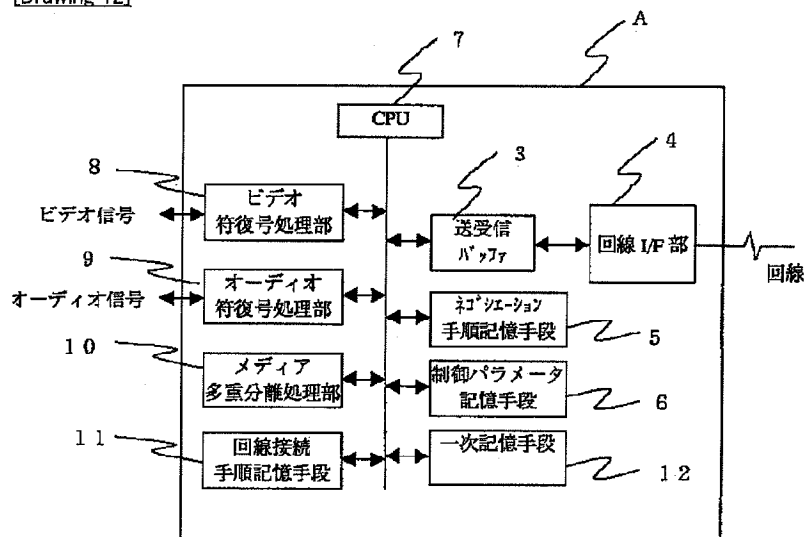 [Drawing 12]
A
7
CPU
8
ビデオ
符復号処理部
ビデオ信号
3
送受信
バッファ
4
回線 I/F 部
回線
9
オーディオ
符復号処理部
オーディオ信号
ネゴシエーション
手順記憶手段
5
10
メディア
多重分離処理部
制御パラメータ
記憶手段
6
11
回線接続
手順記憶手段
一次記憶手段
12